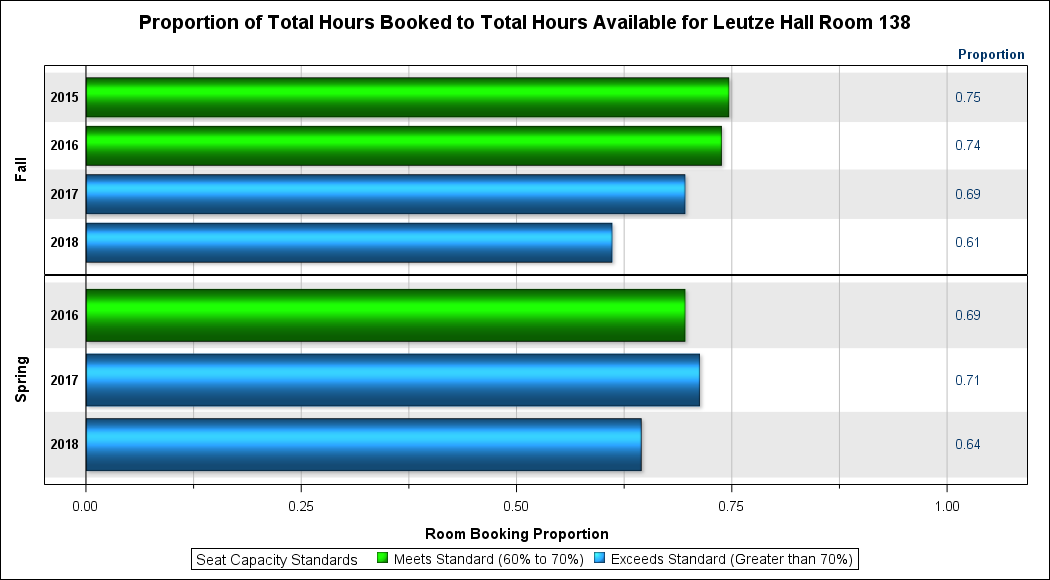 Proportion of Total Hours Booked to Total Hours Available for Leutze Hall Room 138
Proportion
Fall
2015 0.75
2016 0.74
2017 0.69
2018 0.61
Spring
2016 0.69
2017 0.71
2018 0.64
0.00 0.25 0.50 0.75 1.00
Room Booking Proportion
Seat Capacity Standards Meets Standard (60% to 70%) Exceeds Standard (Greater than 70%)